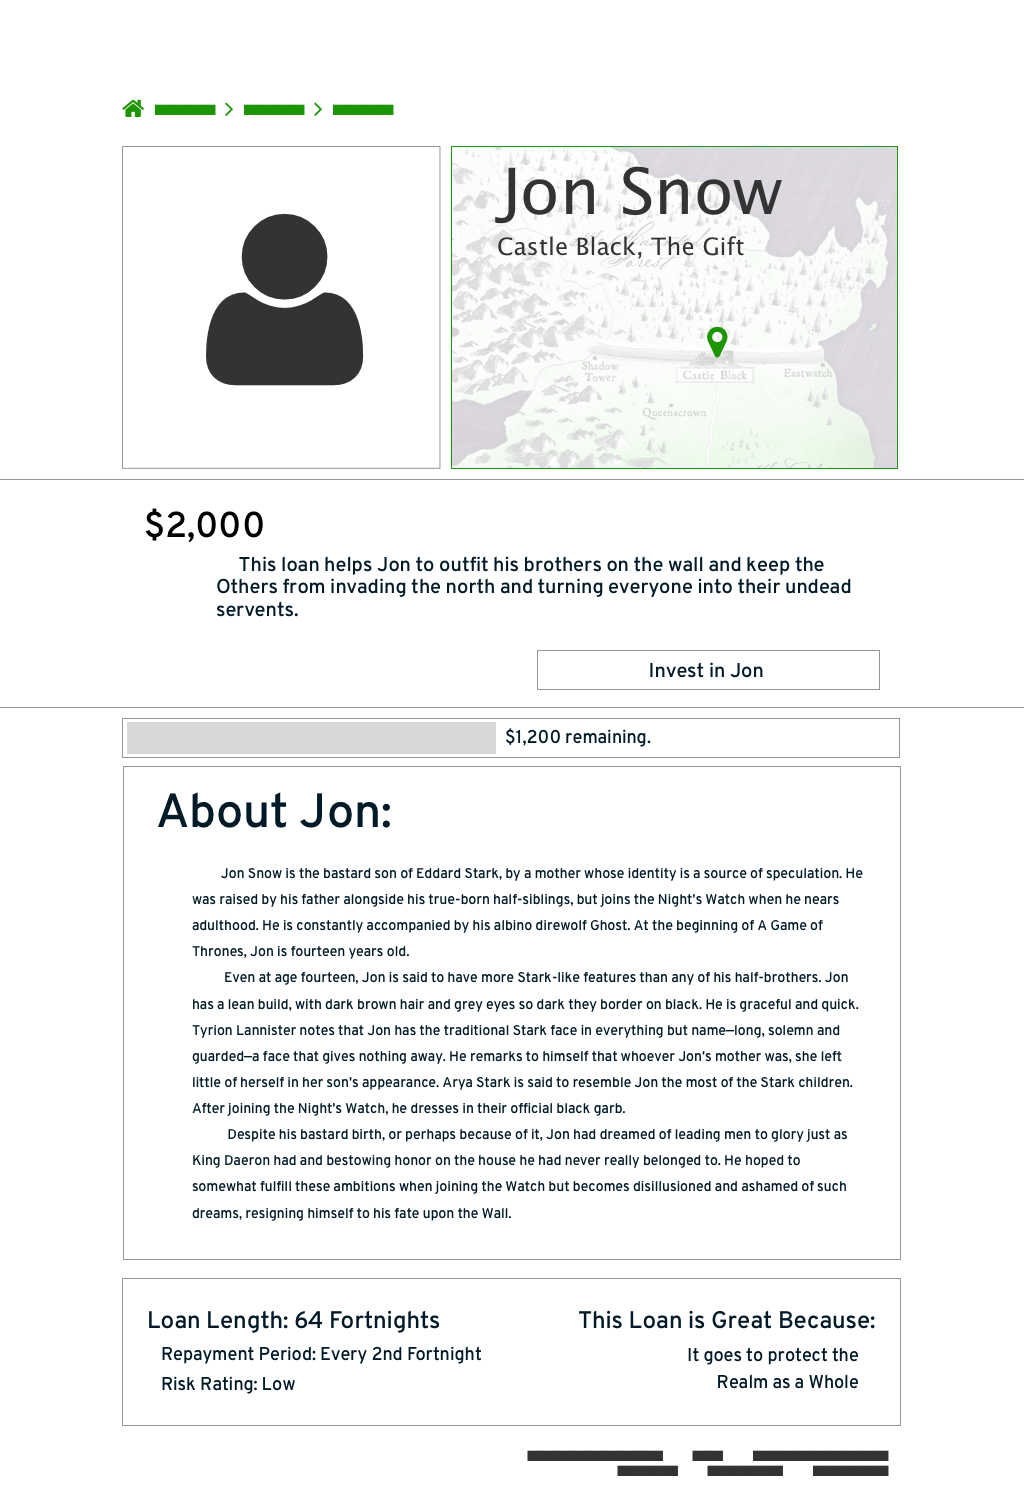 Jon Snow
Castle Black, The Gift
Shadow
Tower
Castle Black
Eastwatch
Queenscrown
$2,000
This loan helps Jon to outfit his brothers on the wall and keep the
Others from invading the north and turning everyone into their undead
servents.
Invest in Jon
$1,200 remaining.
About Jon:
Jon Snow is the bastard son of Eddard Stark, by a mother whose identity is a source of speculation. He
was raised by his father alongside his true-born half-siblings, but joins the Night's Watch when he nears
adulthood. He is constantly accompanied by his albino direwolf Ghost. At the beginning of A Game of
Thrones, Jon is fourteen years old.
Even at age fourteen, Jon is said to have more Stark-like features than any of his half-brothers. Jon
has a lean build, with dark brown hair and grey eyes so dark they border on black. He is graceful and quick.
Tyrion Lannister notes that Jon has the traditional Stark face in everything but name—long, solemn and
guarded—a face that gives nothing away. He remarks to himself that whoever Jon's mother was, she left
little of herself in her son's appearance. Arya Stark is said to resemble Jon the most of the Stark children.
After joining the Night's Watch, he dresses in their official black garb.
Despite his bastard birth, or perhaps because of it, Jon had dreamed of leading men to glory just as
King Daeron had and bestowing honor on the house he had never really belonged to. He hoped to
somewhat fulfill these ambitions when joining the Watch but becomes disillusioned and ashamed of such
dreams, resigning himself to his fate upon the Wall.
Loan Length: 64 Fortnights
Repayment Period: Every 2nd Fortnight
Risk Rating: Low
This Loan is Great Because:
It goes to protect the
Realm as a Whole